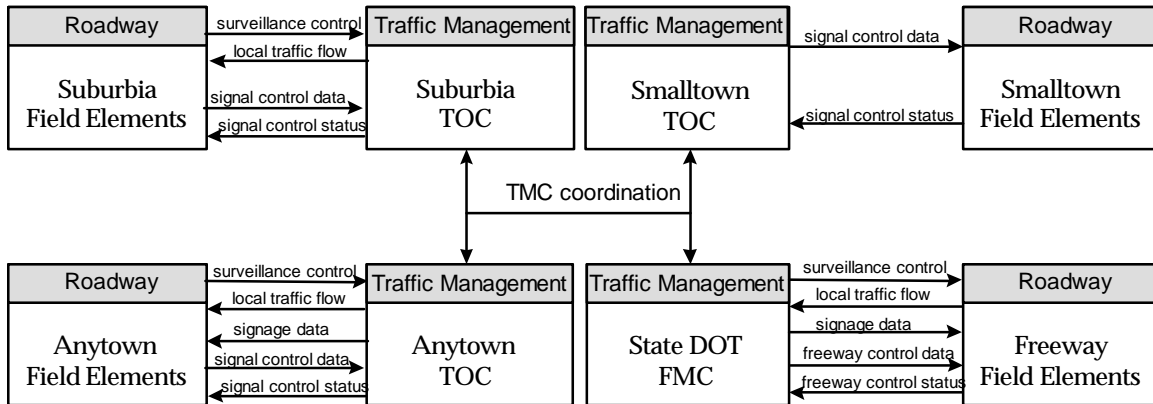 Roadway
surveillance control
Traffic Management
local traffic flow
Suburbia
Field Elements
signal control data
signal control status
Suburbia
TOC
Traffic Management
Smalltown
TOC
signal control data
signal control status
Roadway
Smalltown
Field Elements
TMC coordination
Roadway
Anytown
Field Elements
surveillance control
local traffic flow
signage data
signal control data
signal control status
Traffic Management
Anytown
TOC
Traffic Management
State DOT
FMC
surveillance control
local traffic flow
signage data
freeway control data
freeway control status
Roadway
Freeway
Field Elements